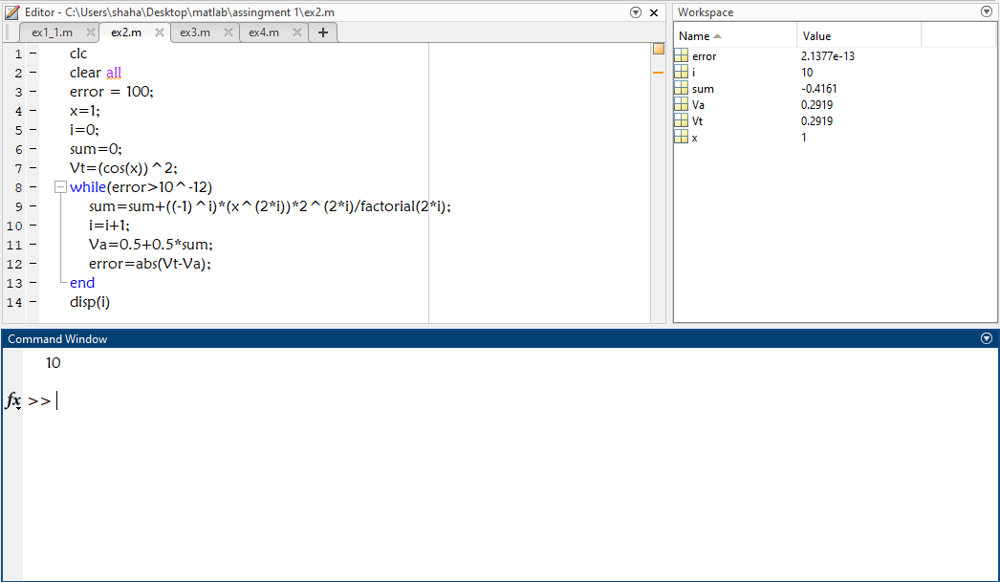 Editor - C:\Users\shaha\Desktop\matlab\assingment 1\ex2.m
ex1_1.m ex2.m ex3.m ex4.m +
1 – clc
2 – clear all
3 – error = 100;
4 – x=1;
5 – i=0;
6 – sum=0;
7 – Vt=(cos(x))^2;
8 – while(error>10^-12)
9 – sum=sum+((-1)^i)*(x^(2*i))*2^(2*i)/factorial(2*i);
10 – i=i+1;
11 – Va=0.5+0.5*sum;
12 – error=abs(Vt-Va);
13 – end
14 – disp(i)
Workspace
Name Value
error 2.1377e-13
i 10
sum -0.4161
Va 0.2919
Vt 0.2919
x 1
Command Window
10
fx >>